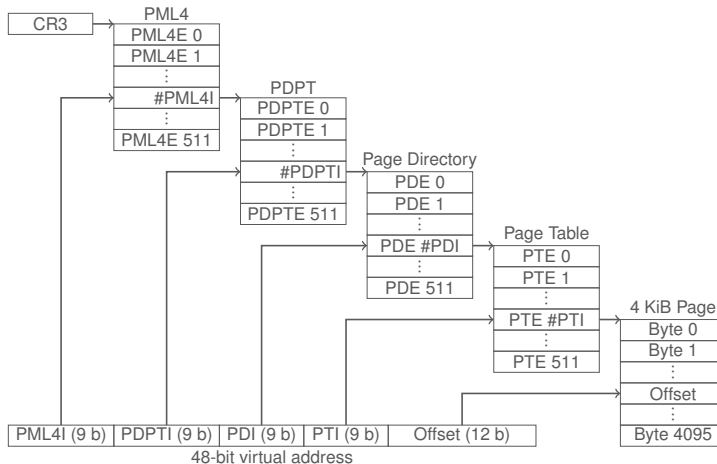 CR3
PML4
PML4E 0
PML4E 1
⋮
#PML4I
⋮
PML4E 511
PDPT
PDPTE 0
PDPTE 1
⋮
#PDPTI
⋮
PDPTE 511
Page Directory
PDE 0
PDE 1
⋮
PDE #PDI
⋮
PDE 511
Page Table
PTE 0
PTE 1
⋮
PTE #PTI
⋮
PTE 511
4 KiB Page
Byte 0
Byte 1
⋮
Offset
⋮
Byte 4095
PML4I (9 b) PDPTI (9 b) PDI (9 b) PTI (9 b) Offset (12 b)
48-bit virtual address